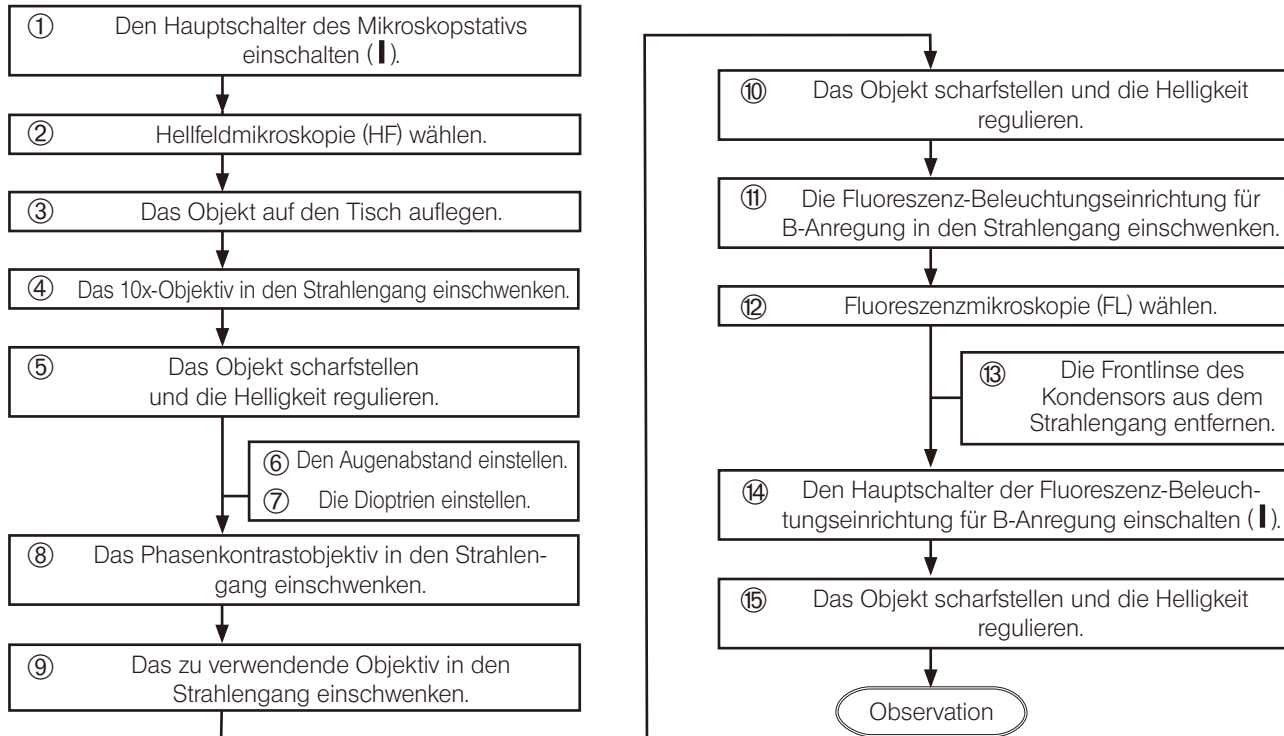 ① Den Hauptschalter des Mikroskopstativs
einschalten ( I ).
② Hellfeldmikroskopie (HF) wählen.
③ Das Objekt auf den Tisch auflegen.
④ Das 10x-Objektiv in den Strahlengang einschwenken.
⑤ Das Objekt scharfstellen
und die Helligkeit regulieren.
⑥ Den Augenabstand einstellen.
⑦ Die Dioptrien einstellen.
⑧ Das Phasenkontrastobjektiv in den Strahlen-
gang einschwenken.
⑨ Das zu verwendende Objektiv in den
Strahlengang einschwenken.
⑩ Das Objekt scharfstellen und die Helligkeit
regulieren.
⑪ Die Fluoreszenz-Beleuchtungseinrichtung für
B-Anregung in den Strahlengang einschwenken.
⑫ Fluoreszenzmikroskopie (FL) wählen.
⑬ Die Frontlinse des
Kondensors aus dem
Strahlengang entfernen.
⑭ Den Hauptschalter der Fluoreszenz-Beleuch-
tungseinrichtung für B-Anregung einschalten ( I ).
⑮ Das Objekt scharfstellen und die Helligkeit
regulieren.
Observation